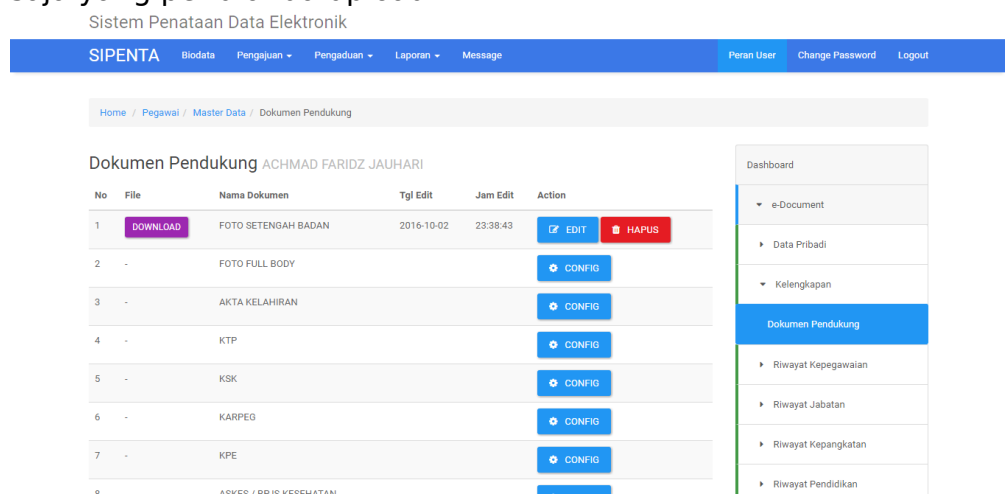 Sistem Penataan Data Elektronik
SIPENTA Biodata Pengajuan Pengaduan Laporan Message Peran User Change Password Logout
Home / Pegawai / Master Data / Dokumen Pendukung
Dokumen Pendukung ACHMAD FARIDZ JAUHARI
No File Nama Dokumen Tgl Edit Jam Edit Action
1 DOWNLOAD FOTO SETENGAH BADAN 2016-10-02 23:38:43 EDIT HAPUS
2 - FOTO FULL BODY CONFIG
3 - AKTA KELAHIRAN CONFIG
4 - KTP CONFIG
5 - KSK CONFIG
6 - KARPEG CONFIG
7 - KPE CONFIG
8 ASKES / BPJS KESEHATAN
Dashboard
e-Document
Data Pribadi
Kelengkapan
Dokumen Pendukung
Riwayat Kepegawaian
Riwayat Jabatan
Riwayat Kepangkatan
Riwayat Pendidikan